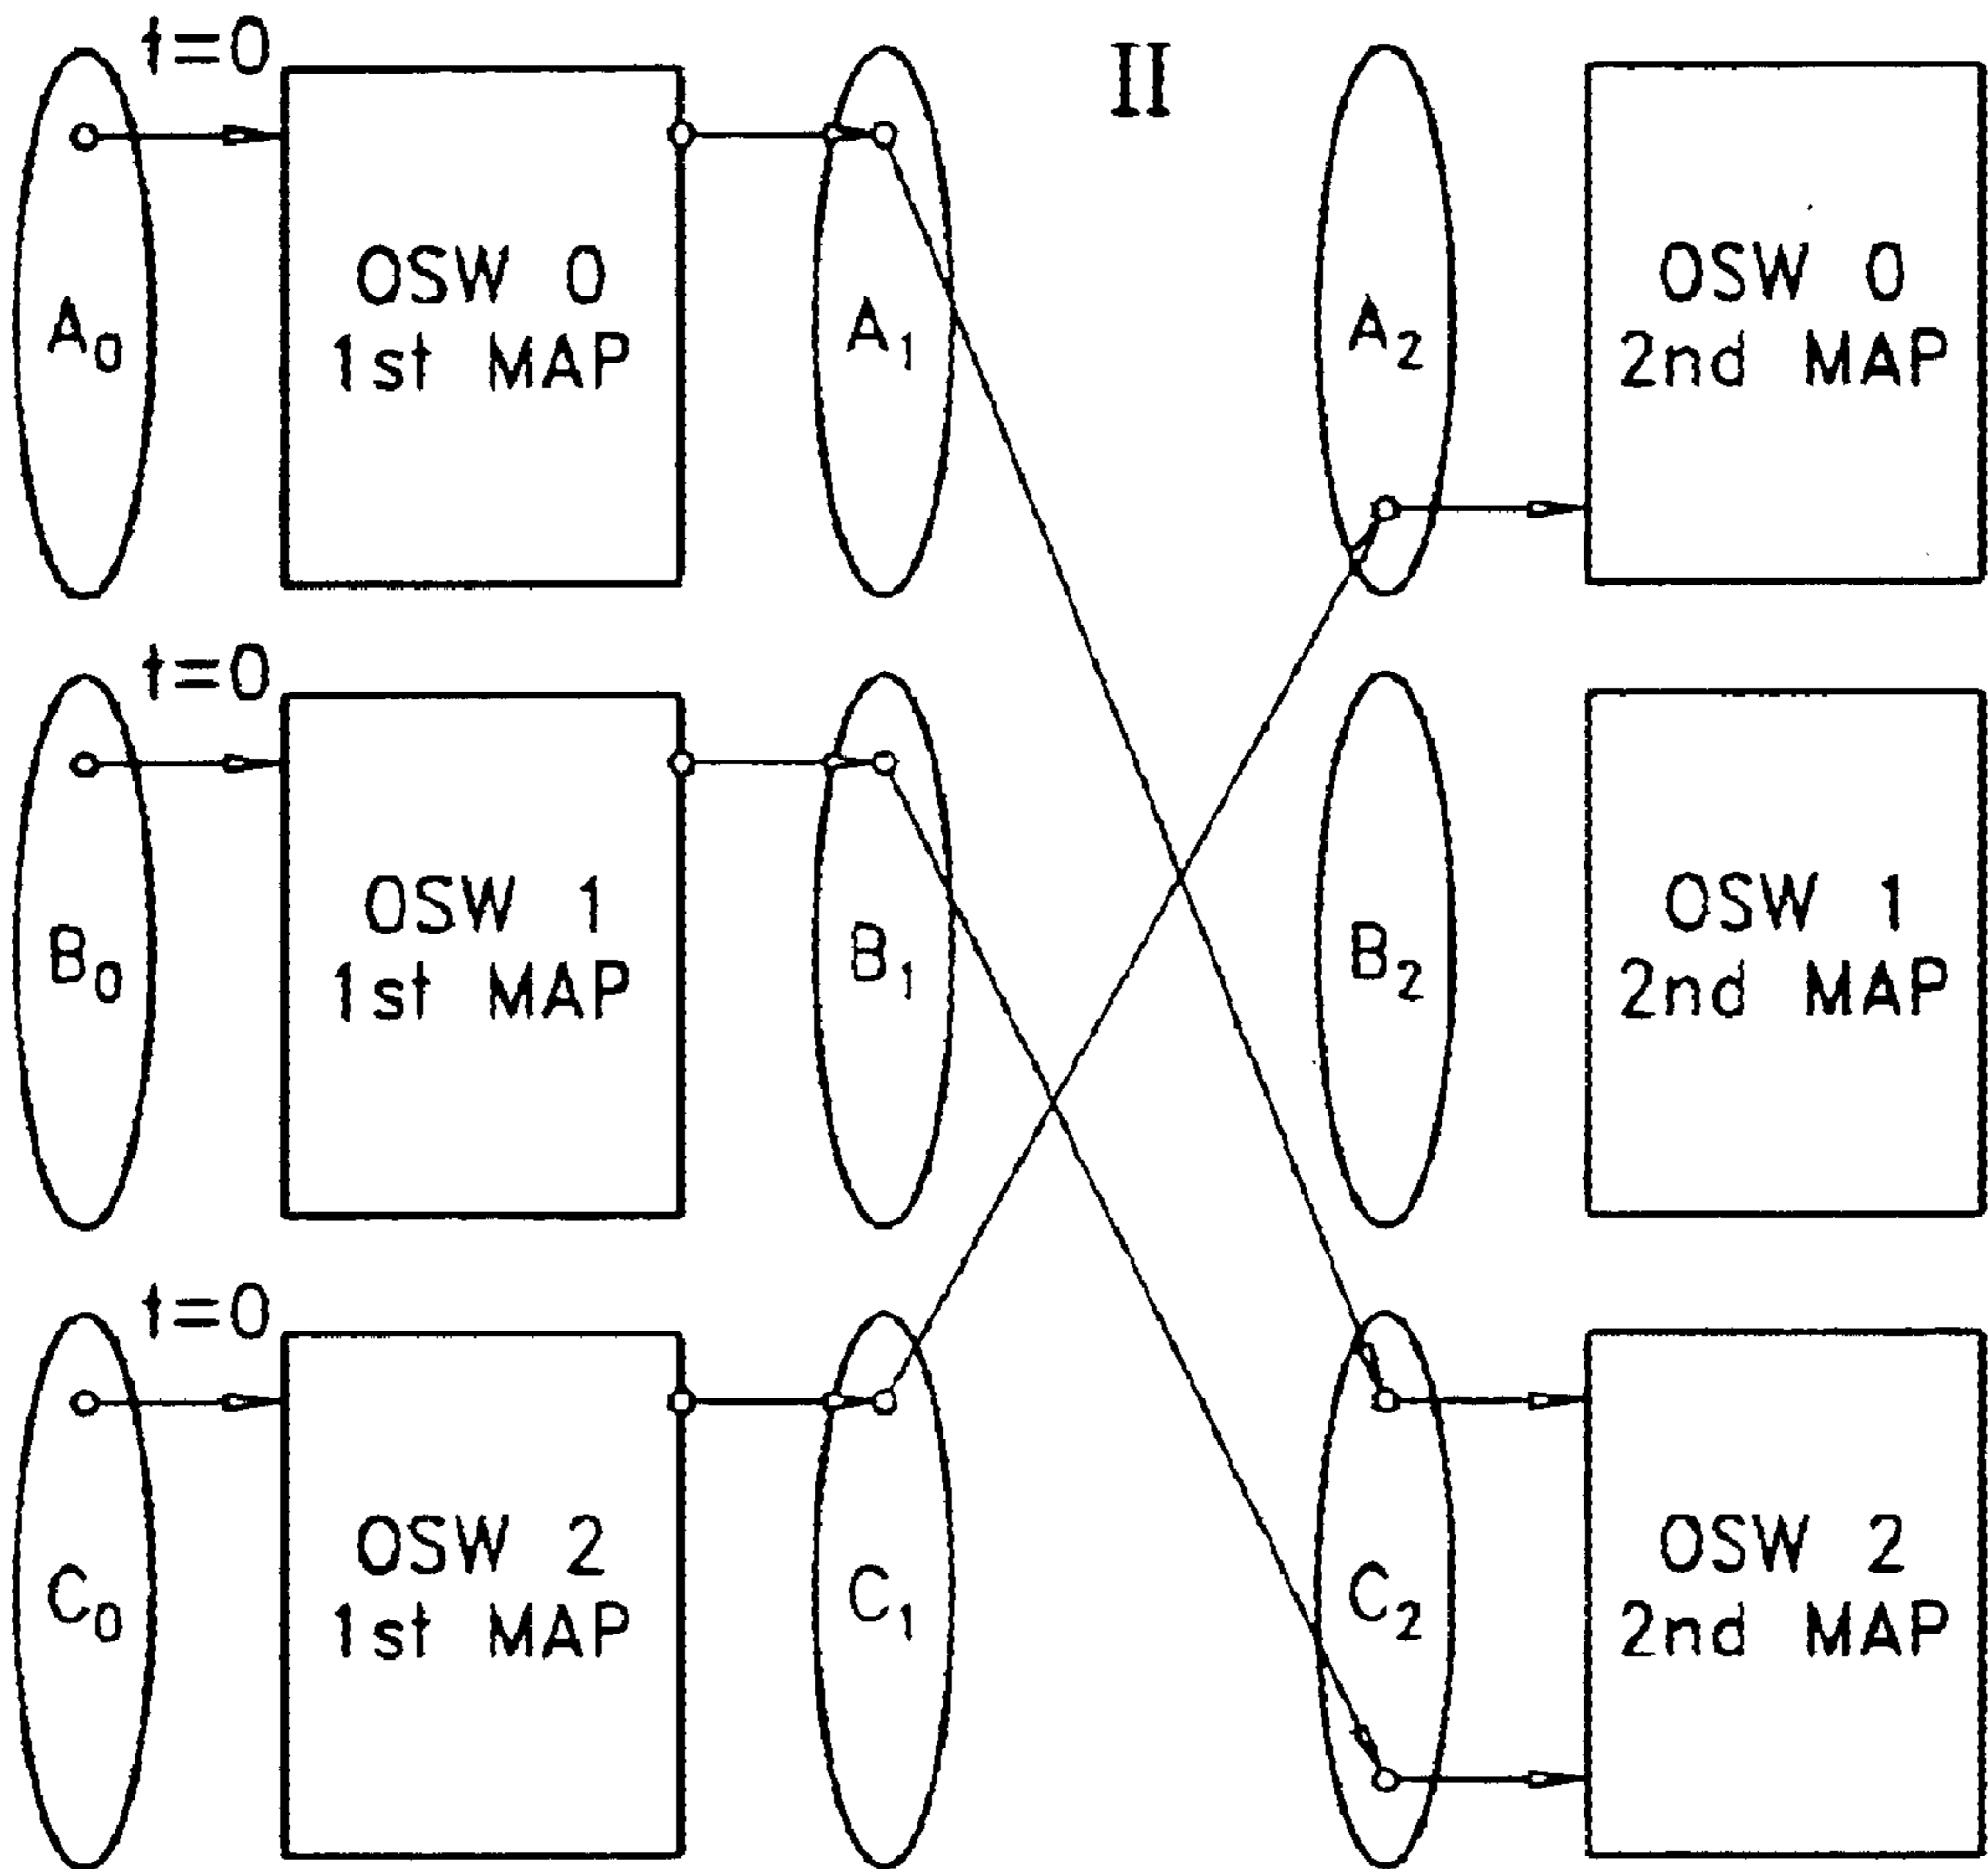 t=0
II
A0
OSW 0
1st MAP
A1
A2
OSW 0
2nd MAP
t=0
B0
OSW 1
1st MAP
B1
B2
OSW 1
2nd MAP
t=0
C0
OSW 2
1st MAP
C1
C2
OSW 2
2nd MAP